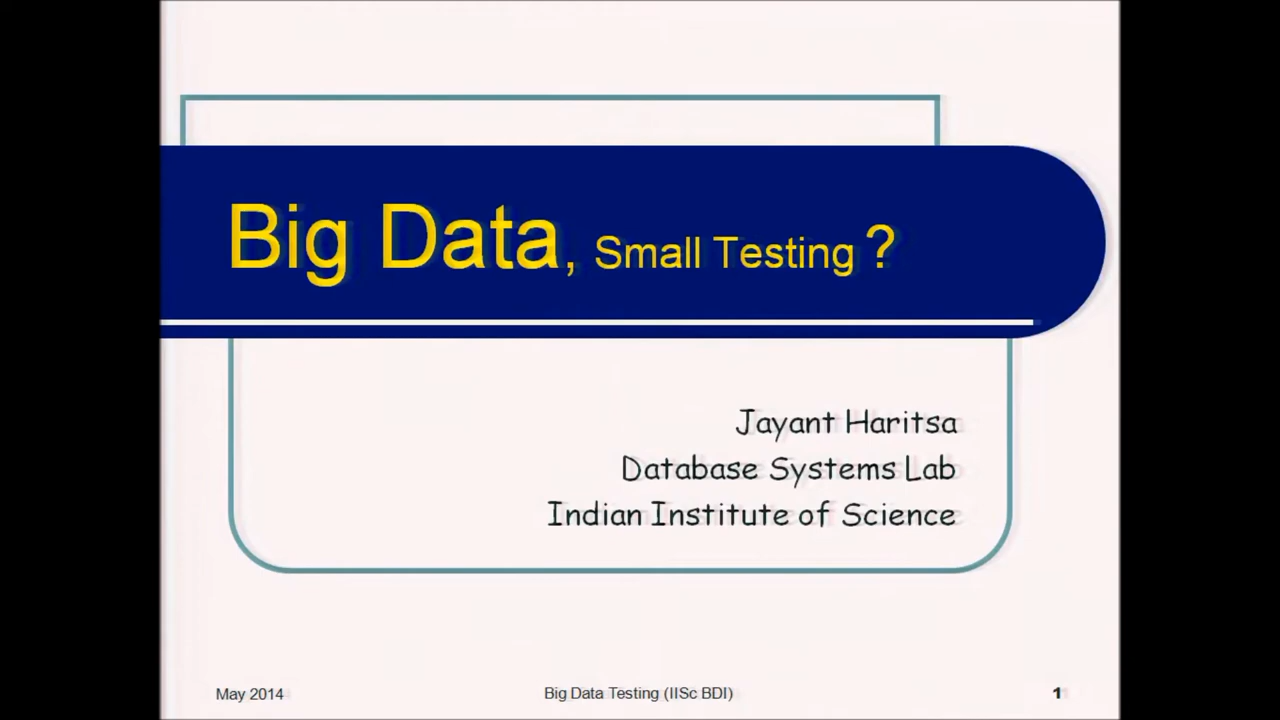 Big Data, Small Testing ?
Jayant Haritsa
Database Systems Lab
Indian Institute of Science
May 2014
Big Data Testing (IISc BDI)
1